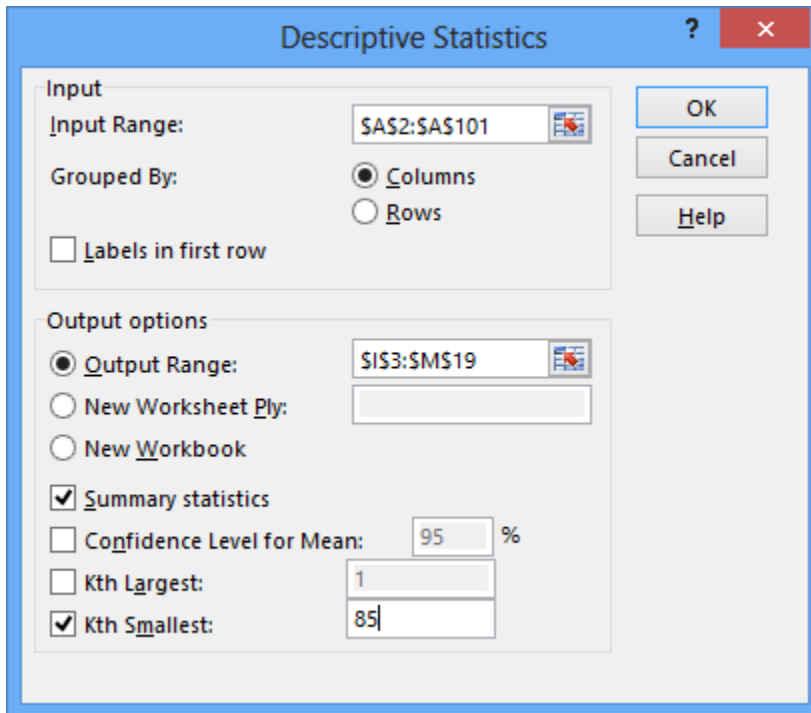 Descriptive Statistics ? ×
Input
Input Range: $A$2:$A$101
Grouped By: Columns
Rows
Labels in first row
OK
Cancel
Help
Output options
Output Range: $I$3:$M$19
New Worksheet Ply:
New Workbook
Summary statistics
Confidence Level for Mean: 95 %
Kth Largest: 1
Kth Smallest: 85